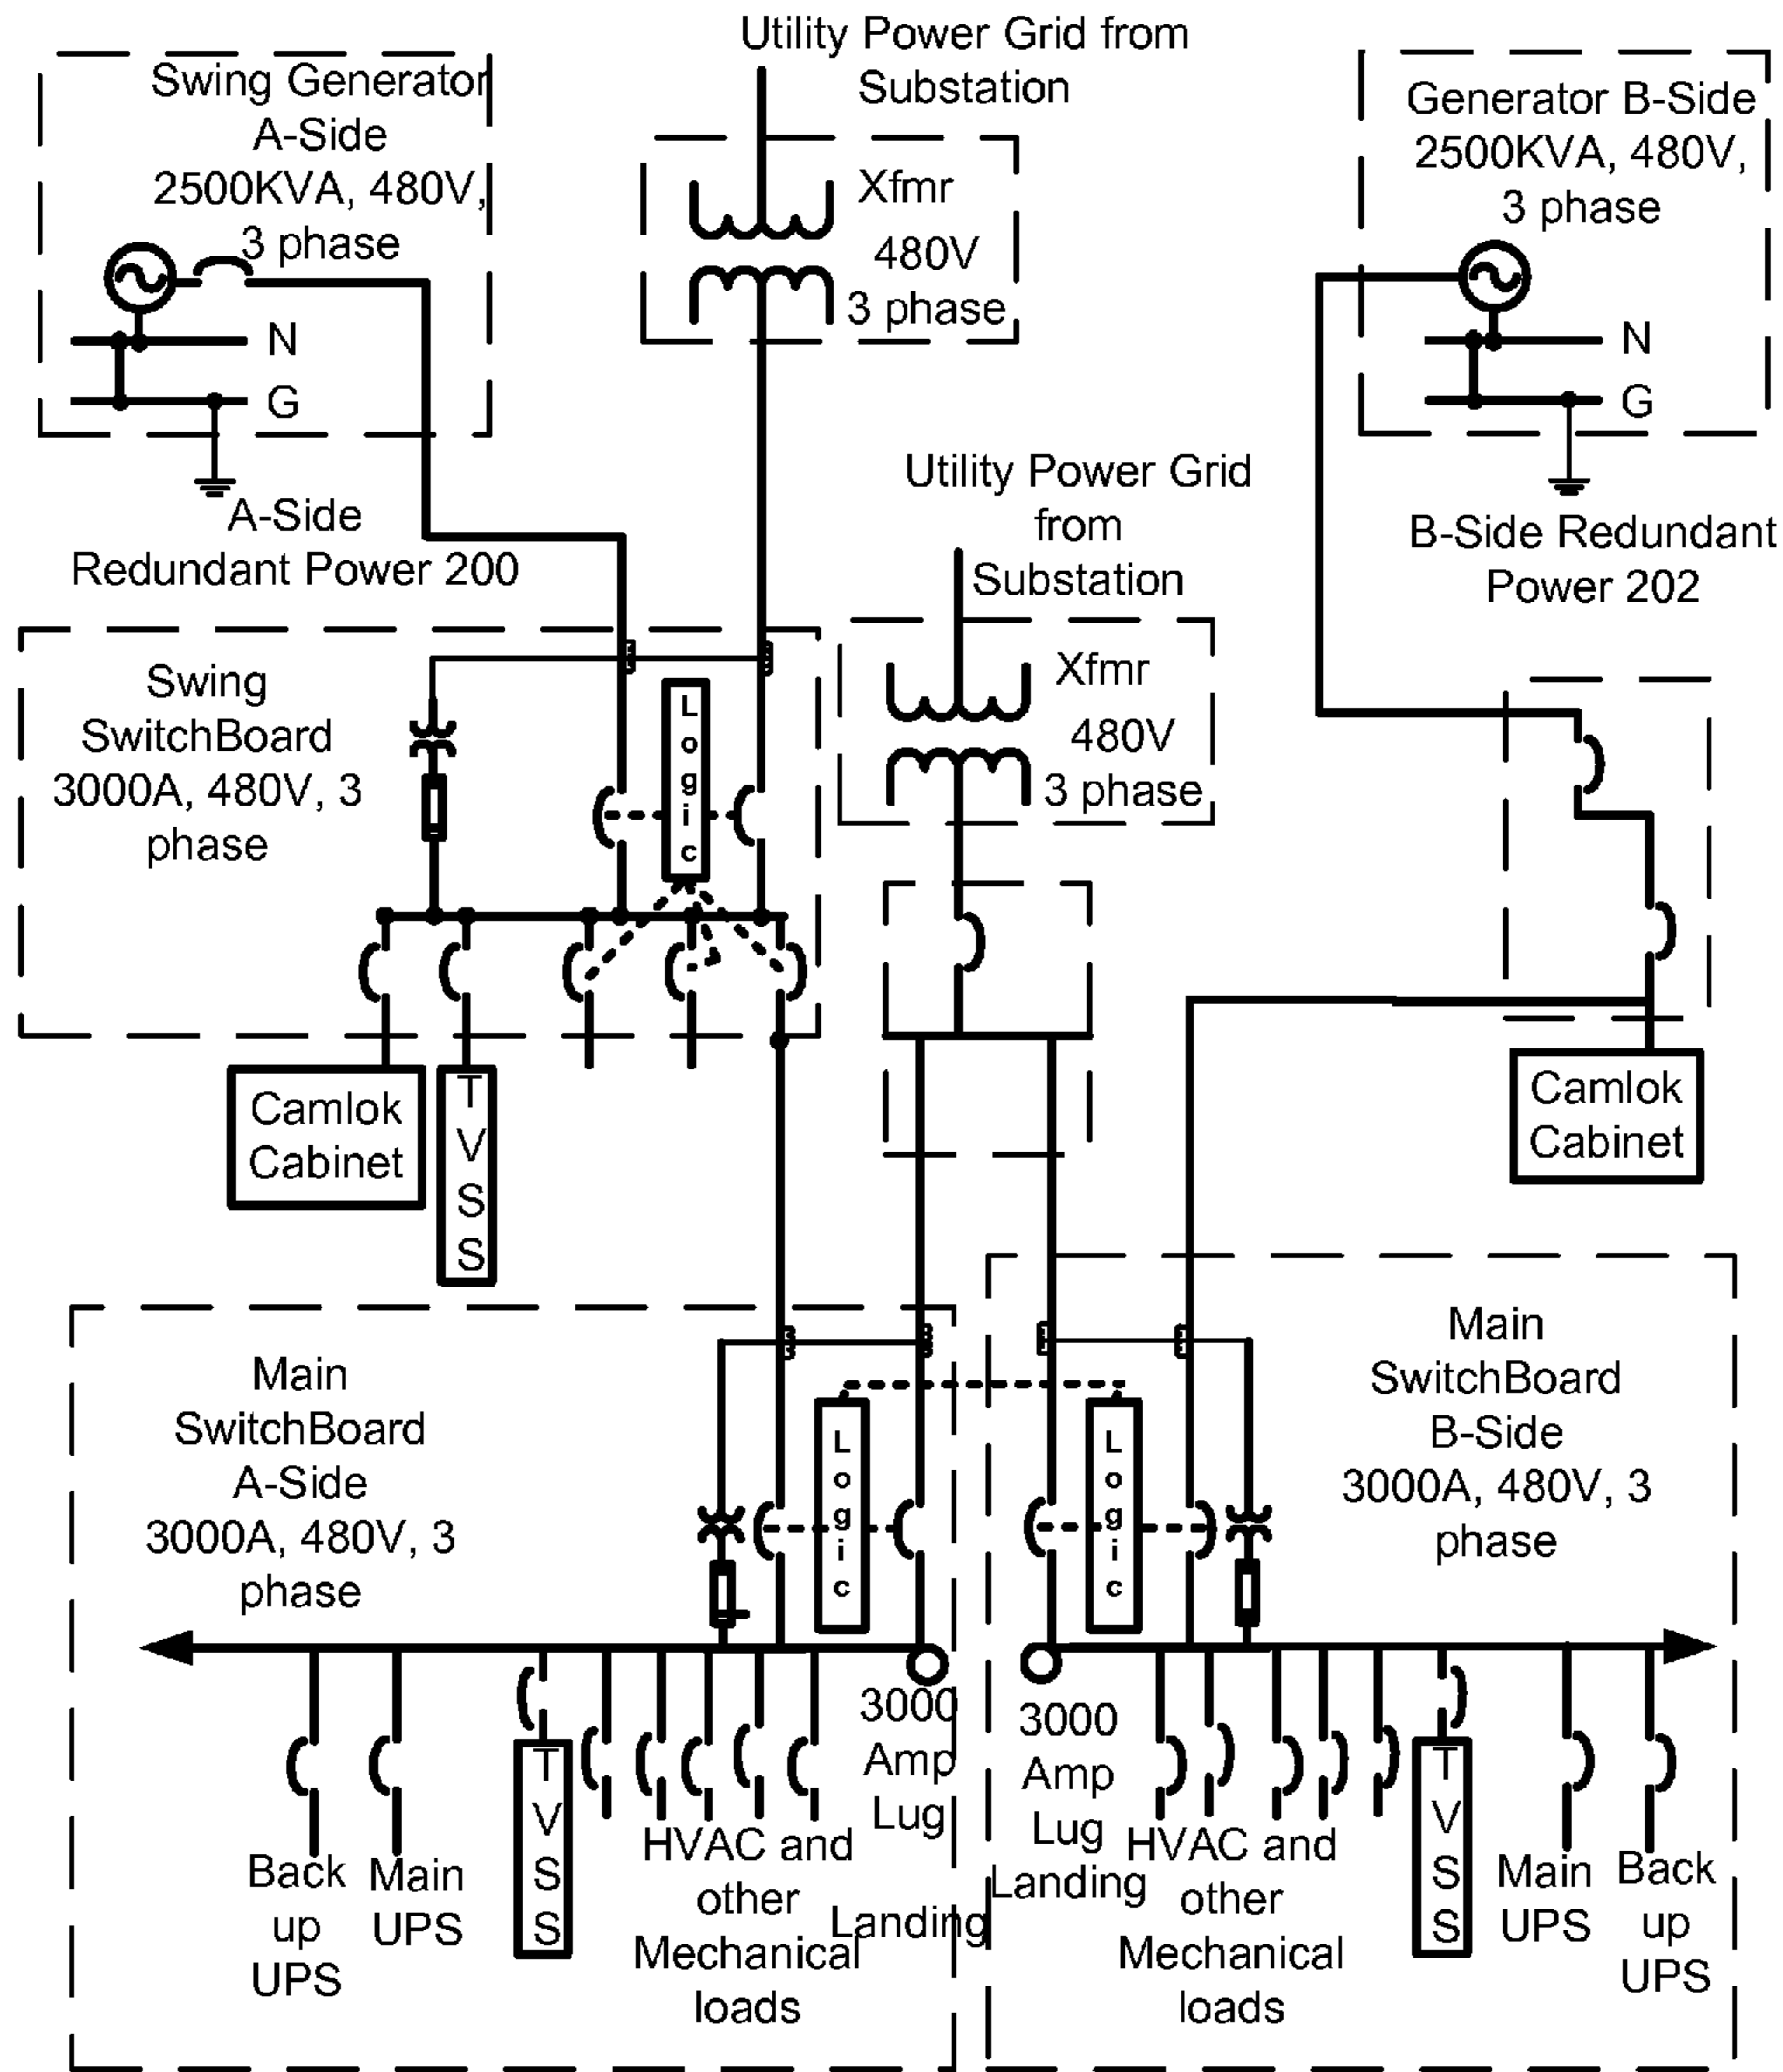 Utility Power Grid from
Substation
Swing Generator
A-Side
2500KVA, 480V,
3 phase
N
G
Xfmr
480V
3 phase
Generator B-Side
2500KVA, 480V,
3 phase
N
G
A-Side
Redundant Power 200
Utility Power Grid
from
Substation
B-Side Redundant
Power 202
Swing
SwitchBoard
3000A, 480V, 3
phase
Logic
Xfmr
480V
3 phase
Camlok
Cabinet
TVSS
Camlok
Cabinet
Main
SwitchBoard
A-Side
3000A, 480V, 3
phase
Logic
Logic
Main
SwitchBoard
B-Side
3000A, 480V, 3
phase
Back
up
UPS
Main
UPS
TVSS
HVAC and
other
Mechanical
loads
3000
Amp
Lug
Landing
3000
Amp
Lug
Landing
HVAC and
other
Mechanical
loads
TVSS
Main
UPS
Back
up
UPS